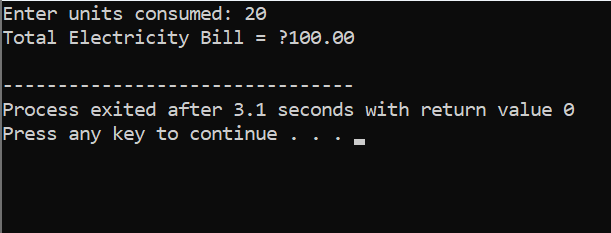 Enter units consumed: 20
Total Electricity Bill = ?100.00
--------------------------------
Process exited after 3.1 seconds with return value 0
Press any key to continue . . .